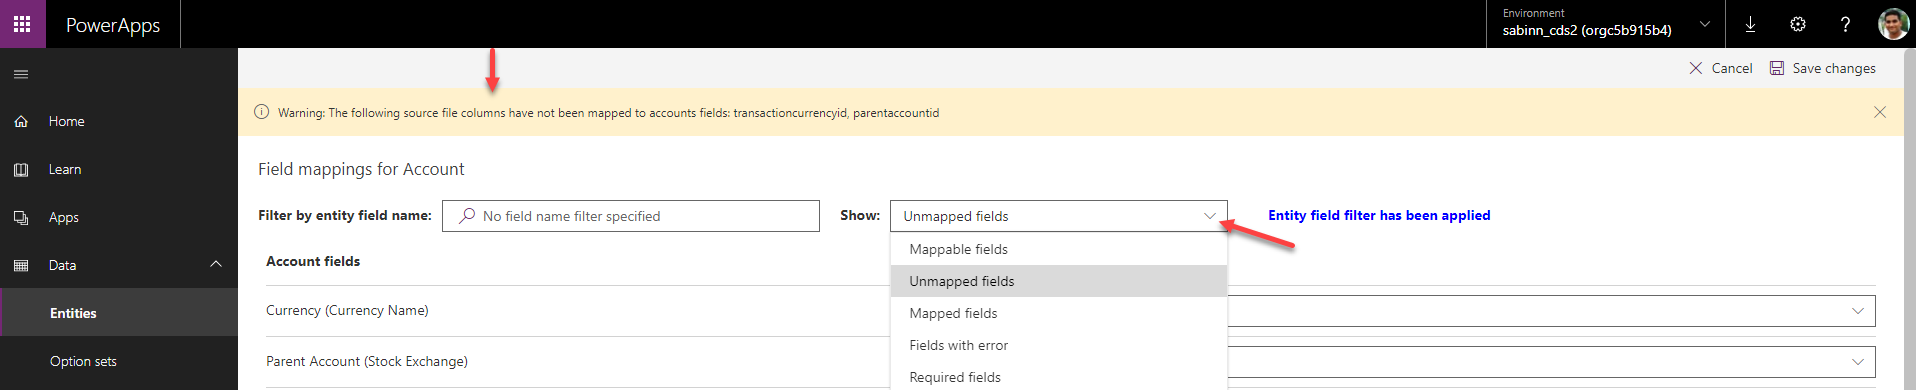 PowerApps
Environment
sabinn_cds2 (orgc5b915b4)
?
Cancel
Save changes
Warning: The following source file columns have not been mapped to accounts fields: transactioncurrencyid, parentaccountid
Home
Learn
Apps
Data
Entities
Option sets
Field mappings for Account
Filter by entity field name:
No field name filter specified
Show:
Unmapped fields
Entity field filter has been applied
Mappable fields
Unmapped fields
Mapped fields
Fields with error
Required fields
Account fields
Currency (Currency Name)
Parent Account (Stock Exchange)